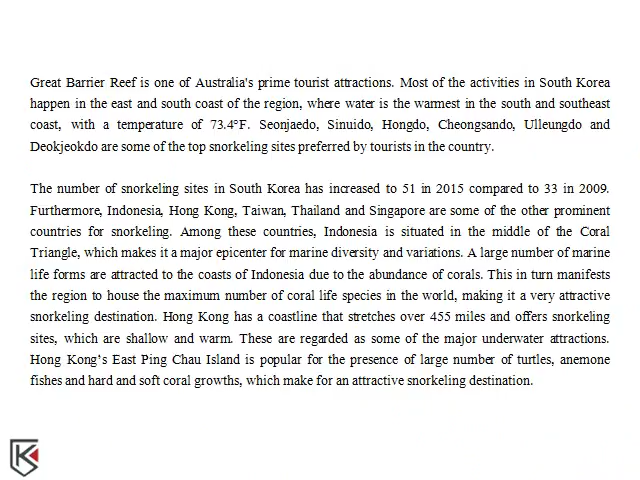 Great Barrier Reef is one of Australia's prime tourist attractions. Most of the activities in South Korea
happen in the east and south coast of the region, where water is the warmest in the south and southeast
coast, with a temperature of 73.4°F. Seonjaedo, Sinuido, Hongdo, Cheongsando, Ulleungdo and
Deokjeokdo are some of the top snorkeling sites preferred by tourists in the country.
The number of snorkeling sites in South Korea has increased to 51 in 2015 compared to 33 in 2009.
Furthermore, Indonesia, Hong Kong, Taiwan, Thailand and Singapore are some of the other prominent
countries for snorkeling. Among these countries, Indonesia is situated in the middle of the Coral
Triangle, which makes it a major epicenter for marine diversity and variations. A large number of marine
life forms are attracted to the coasts of Indonesia due to the abundance of corals. This in turn manifests
the region to house the maximum number of coral life species in the world, making it a very attractive
snorkeling destination. Hong Kong has a coastline that stretches over 455 miles and offers snorkeling
sites, which are shallow and warm. These are regarded as some of the major underwater attractions.
Hong Kong's East Ping Chau Island is popular for the presence of large number of turtles, anemone
fishes and hard and soft coral growths, which make for an attractive snorkeling destination.